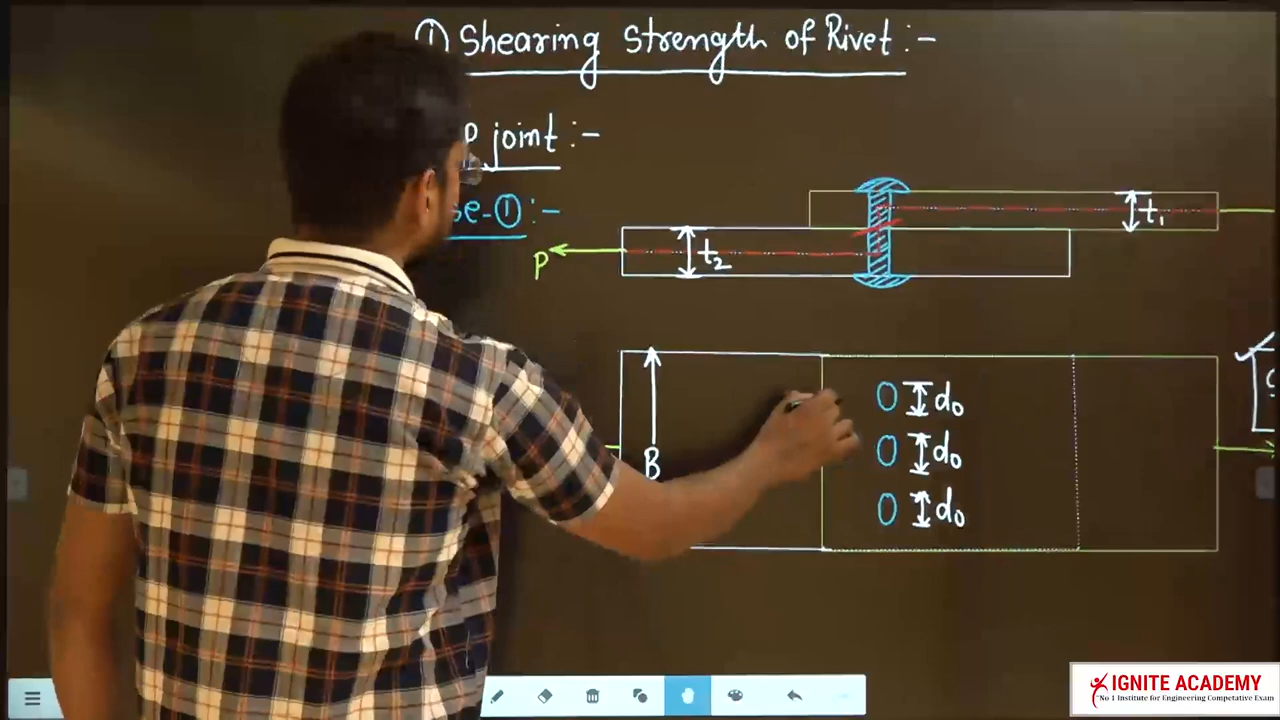 ① Shearing Strength of Rivet :-
joint :-
①:-
t₁
P
t₂
d₀
B
d₀
d₀
IGNITE ACADEMY
No 1 Institute for Engineering Competative Exam